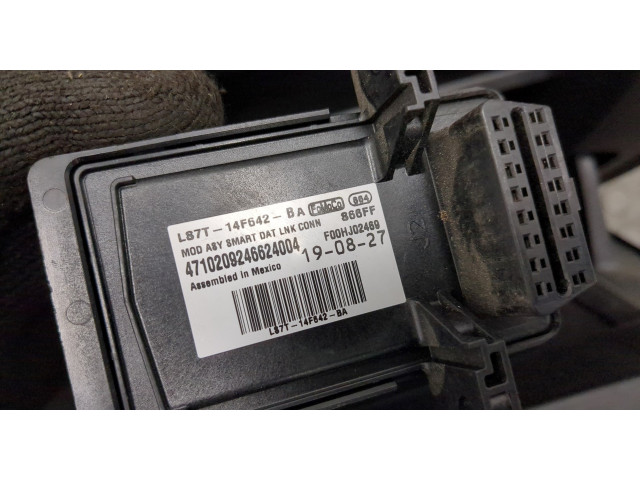 L87T-14F642-BA FoMoCo 864
MOD ASY SMART DAT LNK CONN 866FF
4710209246624004 F00HJ02469
Assembled in Mexico 19-08-27
L87T-14F642-BA